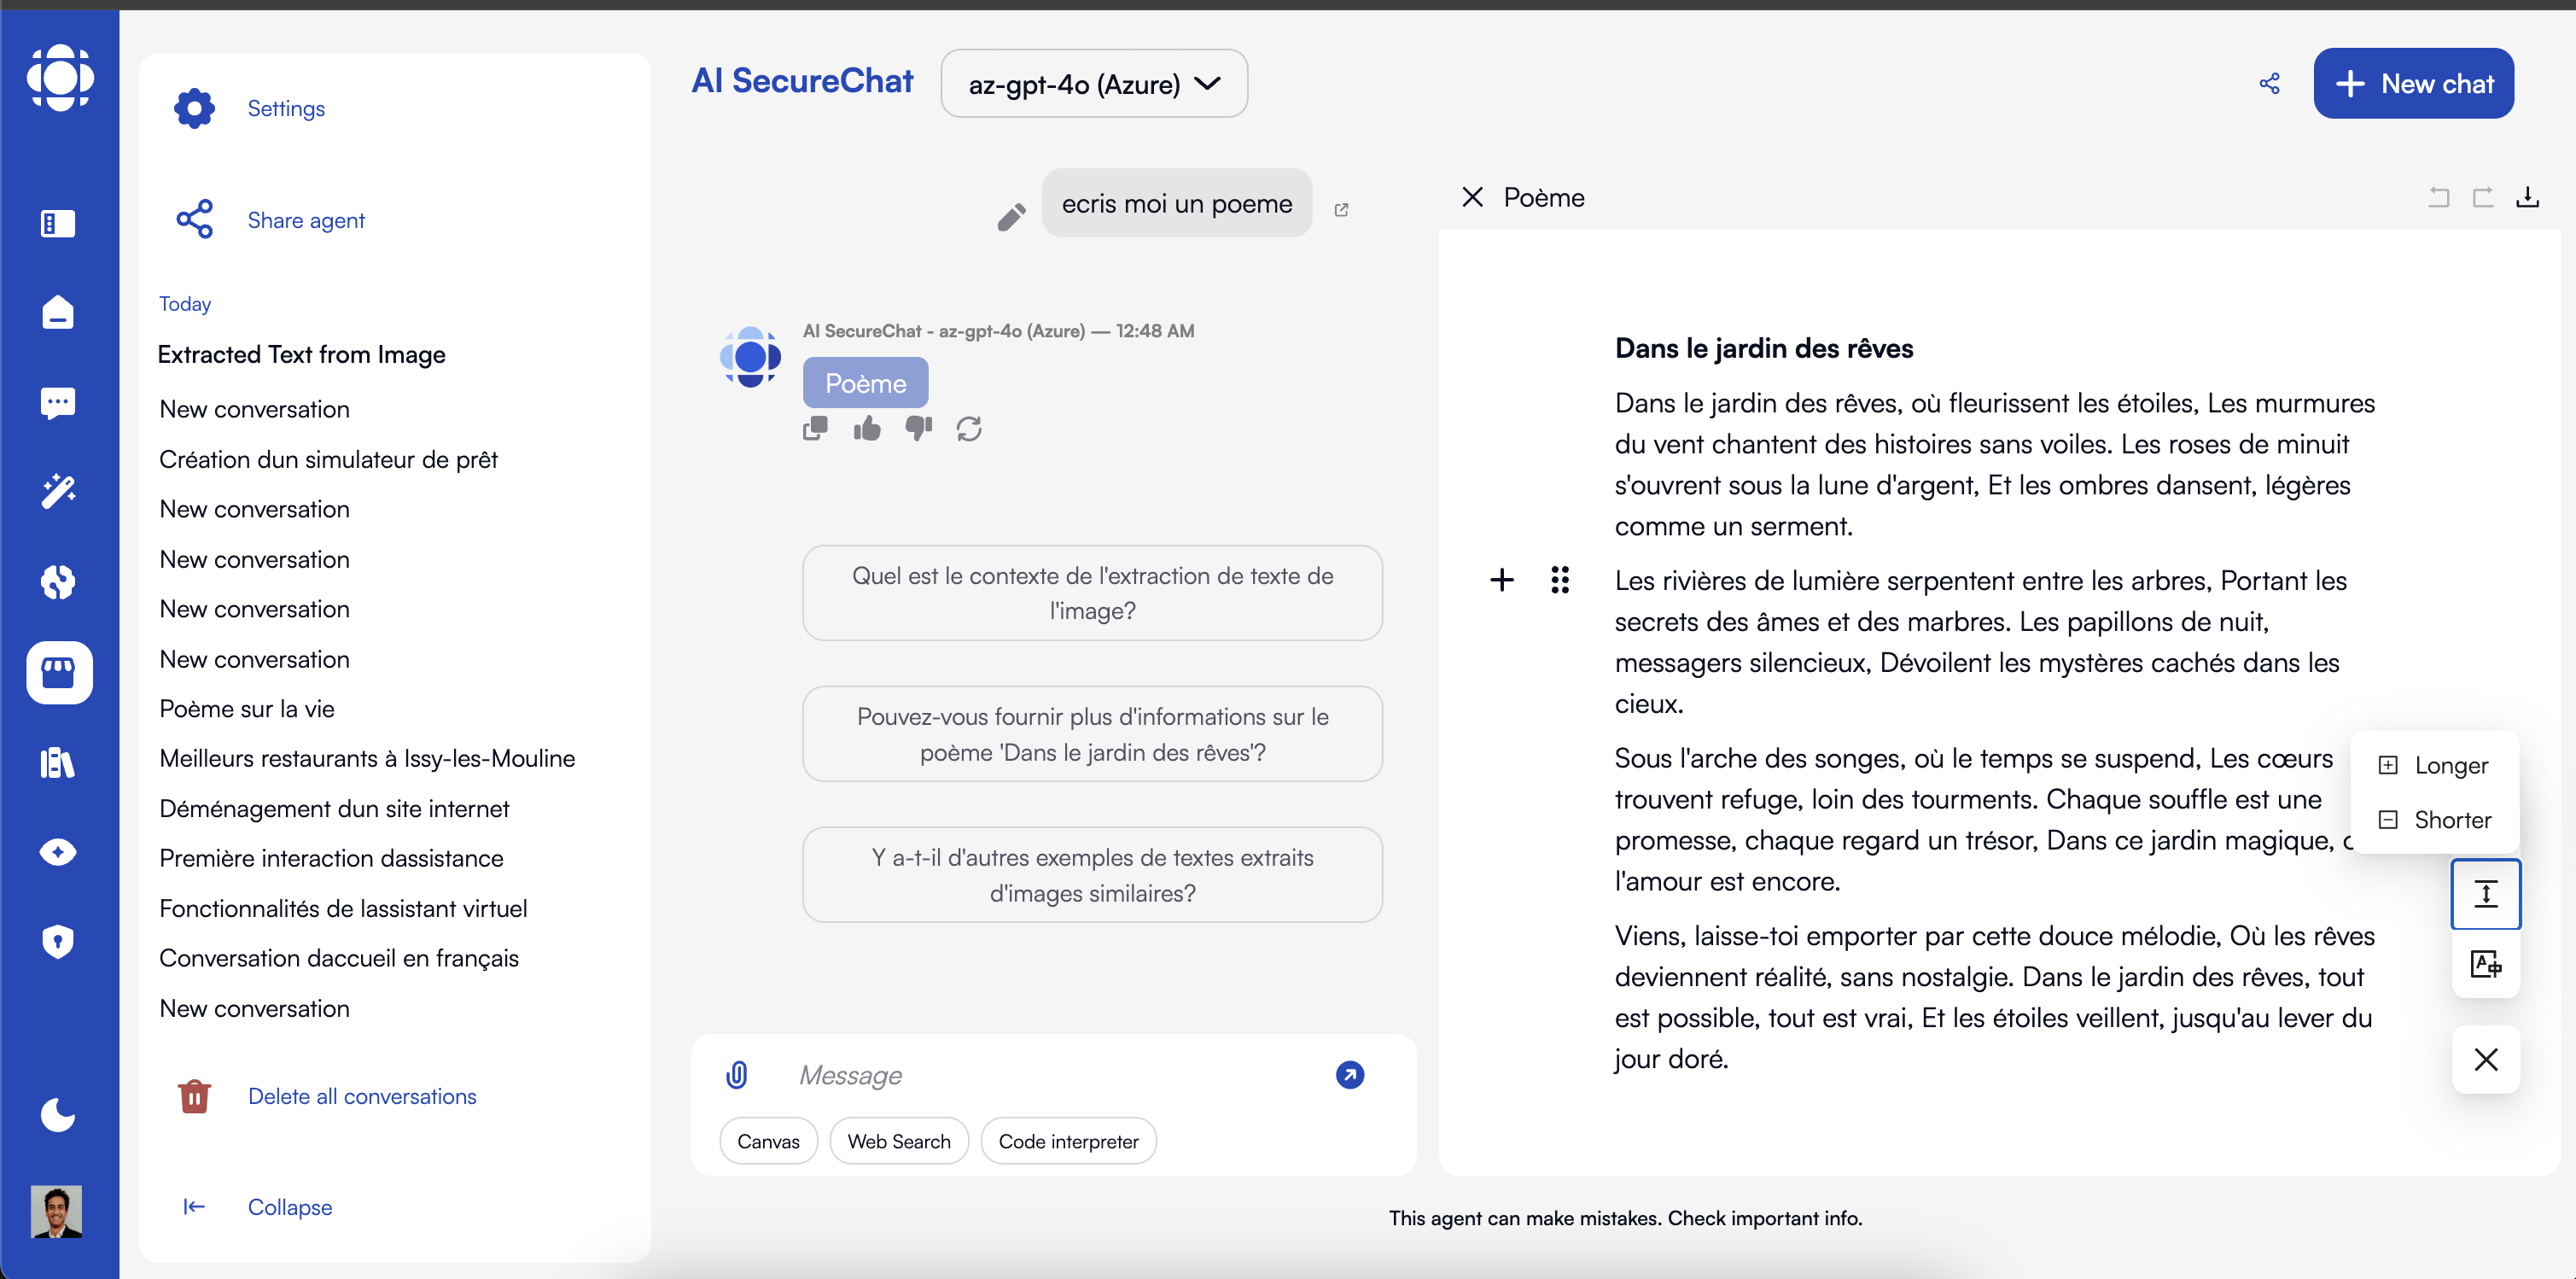 Settings
Share agent
Today
Extracted Text from Image
New conversation
Création dun simulateur de prêt
New conversation
New conversation
New conversation
New conversation
Poème sur la vie
Meilleurs restaurants à Issy-les-Mouline
Déménagement dun site internet
Première interaction dassistance
Fonctionnalités de lassistant virtuel
Conversation daccueil en français
New conversation
Delete all conversations
Collapse
AI SecureChat
az-gpt-4o (Azure)
New chat
ecris moi un poeme
AI SecureChat - az-gpt-4o (Azure) — 12:48 AM
Poème
Quel est le contexte de l'extraction de texte de
l'image?
Pouvez-vous fournir plus d'informations sur le
poème 'Dans le jardin des rêves'?
Y a-t-il d'autres exemples de textes extraits
d'images similaires?
Message
Canvas
Web Search
Code interpreter
Poème
Dans le jardin des rêves
Dans le jardin des rêves, où fleurissent les étoiles, Les murmures
du vent chantent des histoires sans voiles. Les roses de minuit
s'ouvrent sous la lune d'argent, Et les ombres dansent, légères
comme un serment.
Les rivières de lumière serpentent entre les arbres, Portant les
secrets des âmes et des marbres. Les papillons de nuit,
messagers silencieux, Dévoilent les mystères cachés dans les
cieux.
Sous l'arche des songes, où le temps se suspend, Les cœurs
trouvent refuge, loin des tourments. Chaque souffle est une
promesse, chaque regard un trésor, Dans ce jardin magique,
l'amour est encore.
Viens, laisse-toi emporter par cette douce mélodie, Où les rêves
deviennent réalité, sans nostalgie. Dans le jardin des rêves, tout
est possible, tout est vrai, Et les étoiles veillent, jusqu'au lever du
jour doré.
Longer
Shorter
This agent can make mistakes. Check important info.